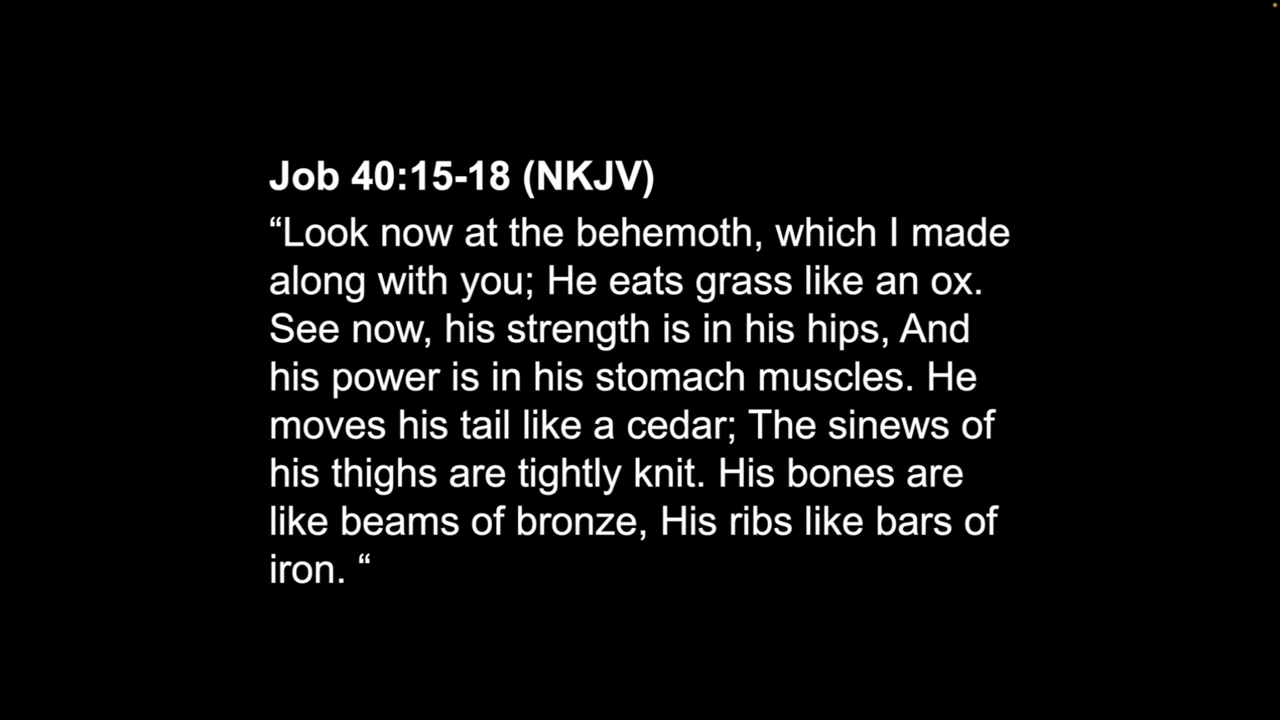 Job 40:15-18 (NKJV)
“Look now at the behemoth, which I made
along with you; He eats grass like an ox.
See now, his strength is in his hips, And
his power is in his stomach muscles. He
moves his tail like a cedar; The sinews of
his thighs are tightly knit. His bones are
like beams of bronze, His ribs like bars of
iron. “